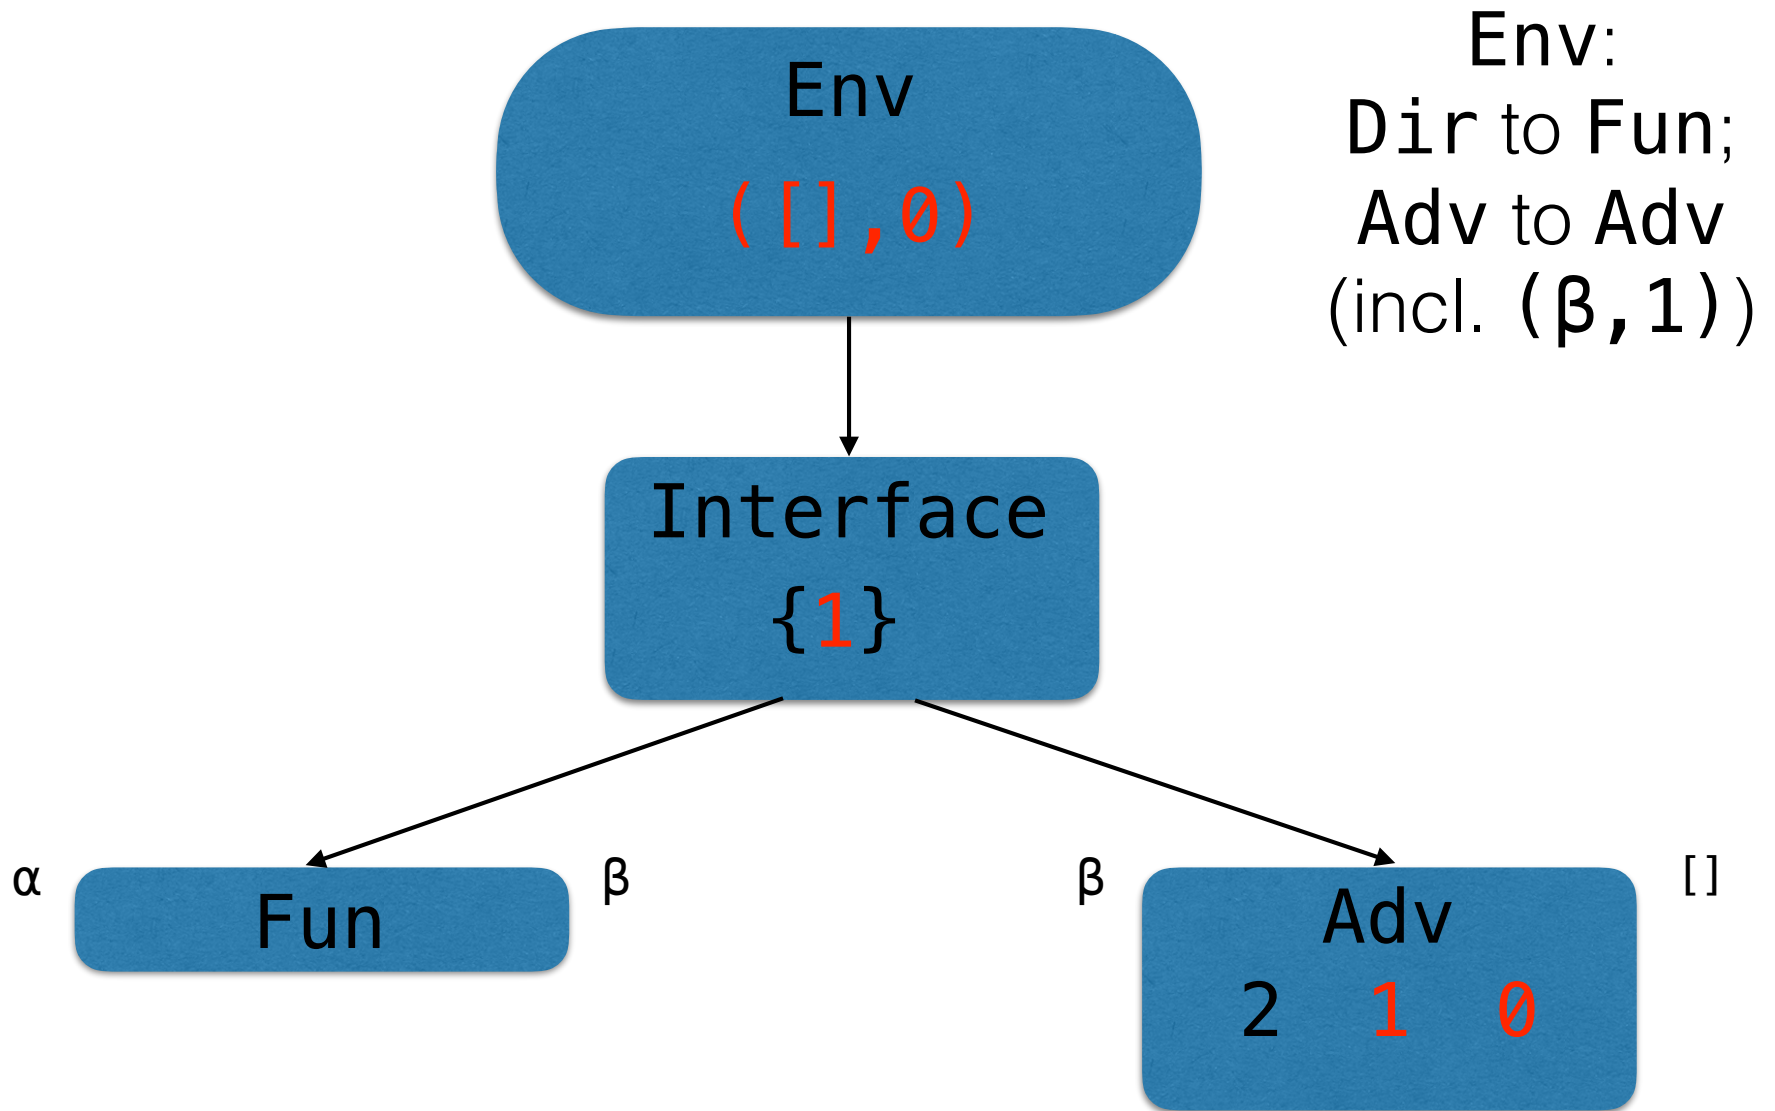 Env
([],0)
Env:
Dir to Fun;
Adv to Adv
(incl. (β,1))
Interface
{1}
α
Fun
β
β
Adv
[]
2 1 0